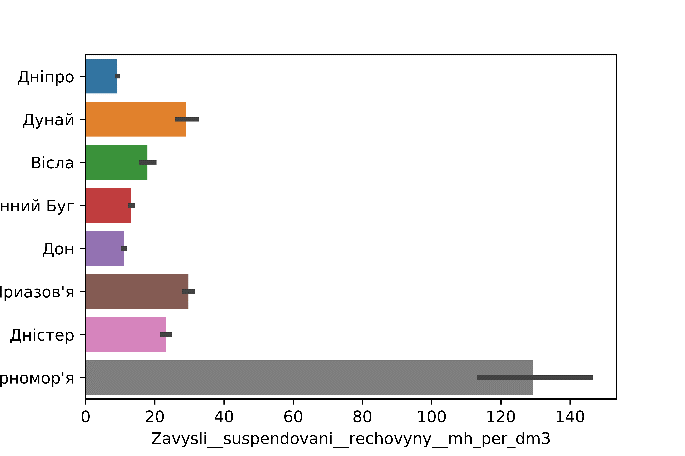 Дніпро
Дунай
Вісла
нний Буг
Дон
Приазов'я
Дністер
рномор'я
0 20 40 60 80 100 120 140
Zavysli__suspendovani__rechovyny__mh_per_dm3